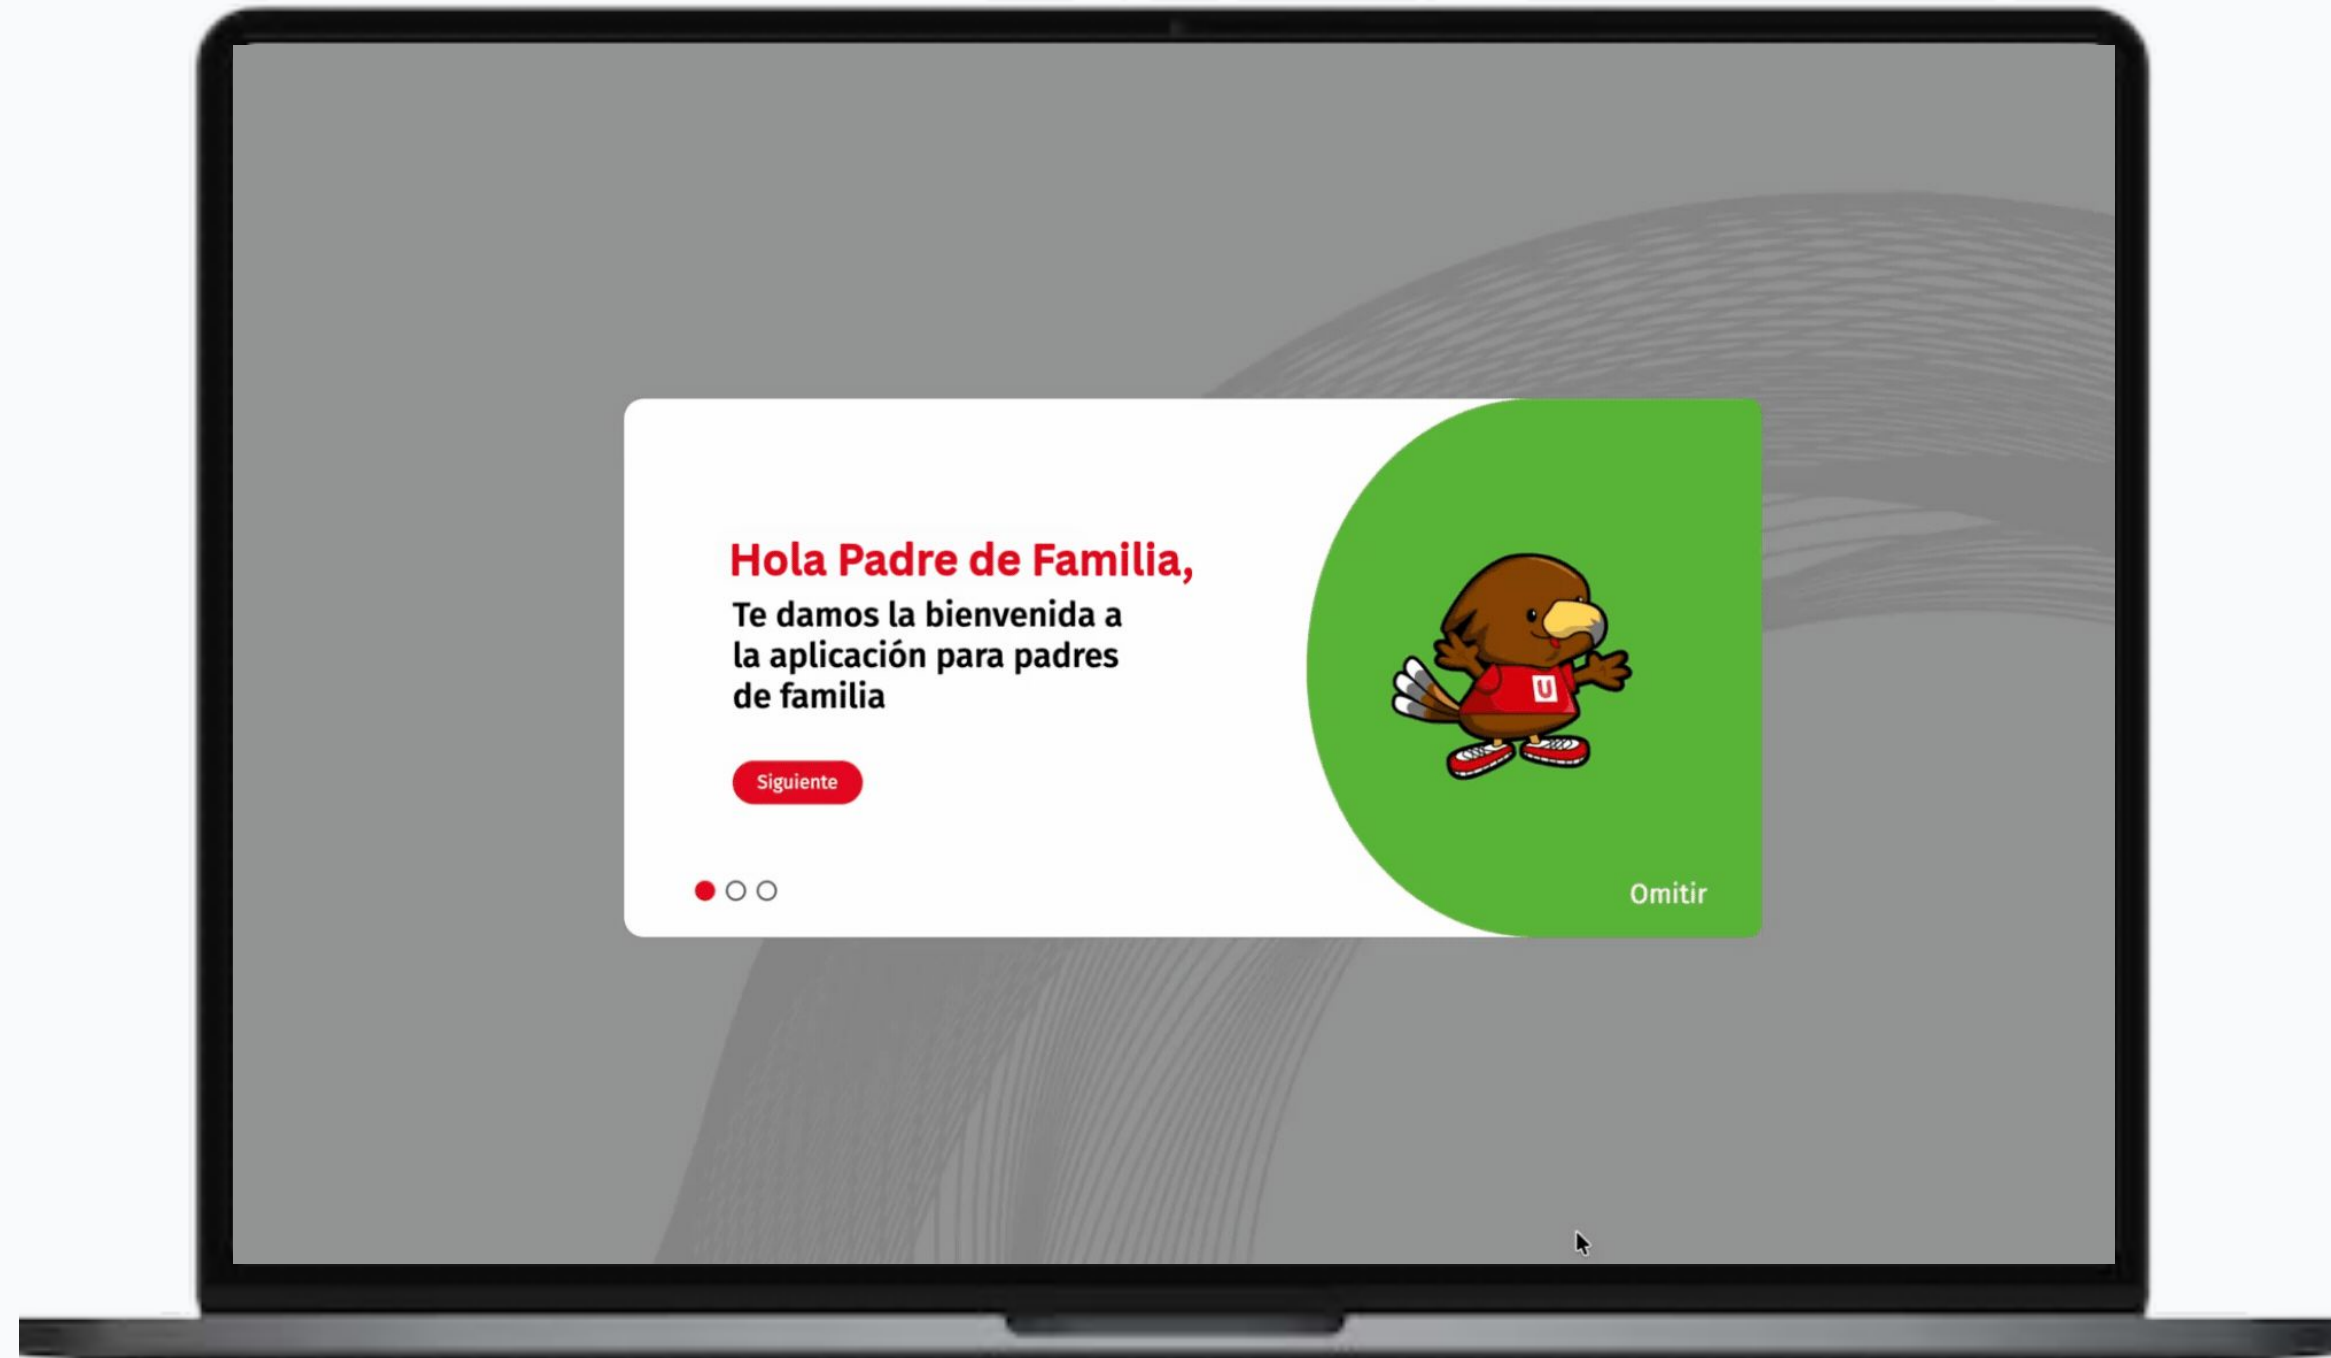 Hola Padre de Familia,
Te damos la bienvenida a
la aplicación para padres
de familia
U
Siguiente
Omitir